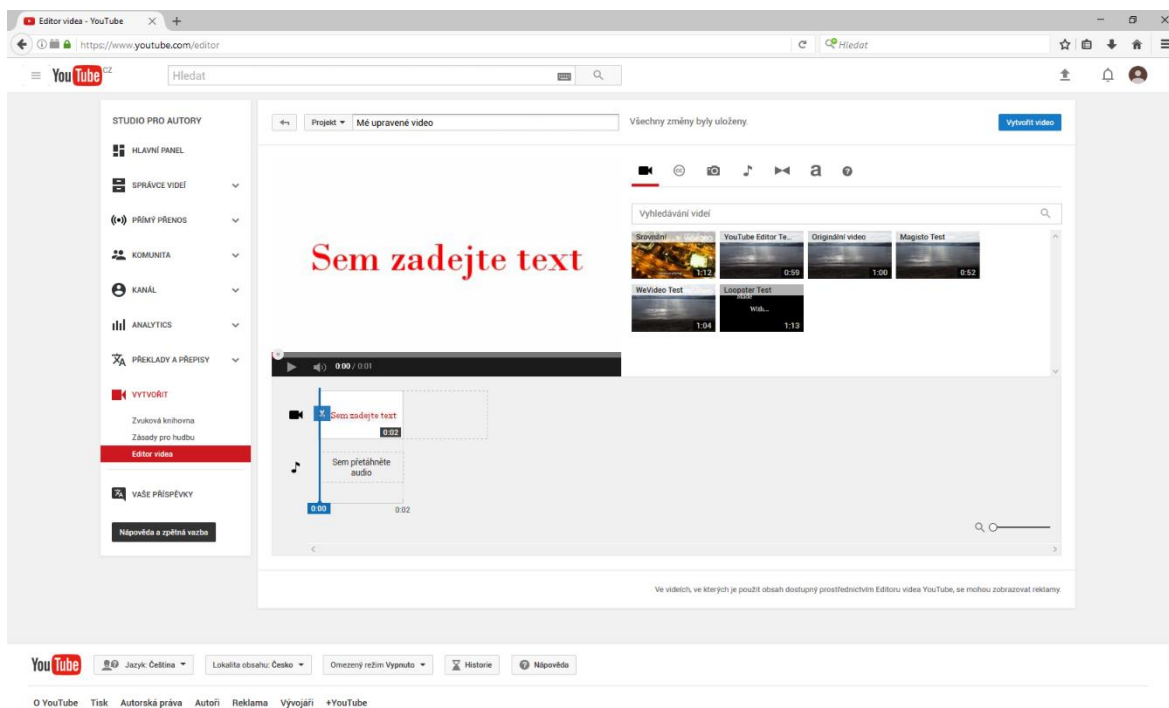 Editor videa - YouTube
https://www.youtube.com/editor
Hledat
YouTube CZ
Hledat
STUDIO PRO AUTORY
HLAVNÍ PANEL
SPRÁVCE VIDEÍ
PŘÍMÝ PŘENOS
KOMUNITA
KANÁL
ANALYTICS
PŘEKLADY A PŘEPISY
VYTVOŘIT
Zvuková knihovna
Zásady pro hudbu
Editor videa
VAŠE PŘÍSPĚVKY
Nápověda a zpětná vazba
Projekt
Mé upravené video
Všechny změny byly uloženy.
Vytvořit video
Sem zadejte text
0:00 / 0:01
cc
a
Vyhledávání videí
Srovnání
1:12
YouTube Editor Te...
0:59
Originální video
1:00
Magisto Test
0:52
WeVideo Test
1:04
Loopster Test
Made
With...
1:13
Sem zadejte text
0:02
Sem přetáhněte
audio
0:00
0:02
Ve videích, ve kterých je použit obsah dostupný prostřednictvím Editoru videa YouTube, se mohou zobrazovat reklamy.
YouTube
Jazyk: Čeština
Lokalita obsahu: Česko
Omezený režim Vypnuto
Historie
Nápověda
O YouTube Tisk Autorská práva Autoři Reklama Vývojáři +YouTube